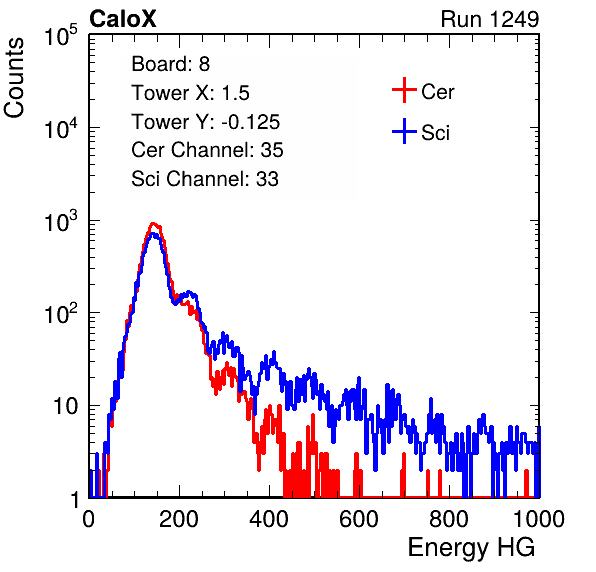 CaloX Run 1249
10^5
Counts
Board: 8
Tower X: 1.5
Tower Y: -0.125
Cer Channel: 35
Sci Channel: 33
Cer
Sci
10^4
10^3
10^2
10
1
0 200 400 600 800 1000
Energy HG